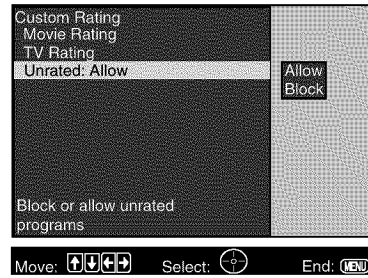 Custom Rating
Movie Rating
TV Rating
Unrated: Allow
Allow
Block
Block or allow unrated
programs
Move: Select: End: MENU